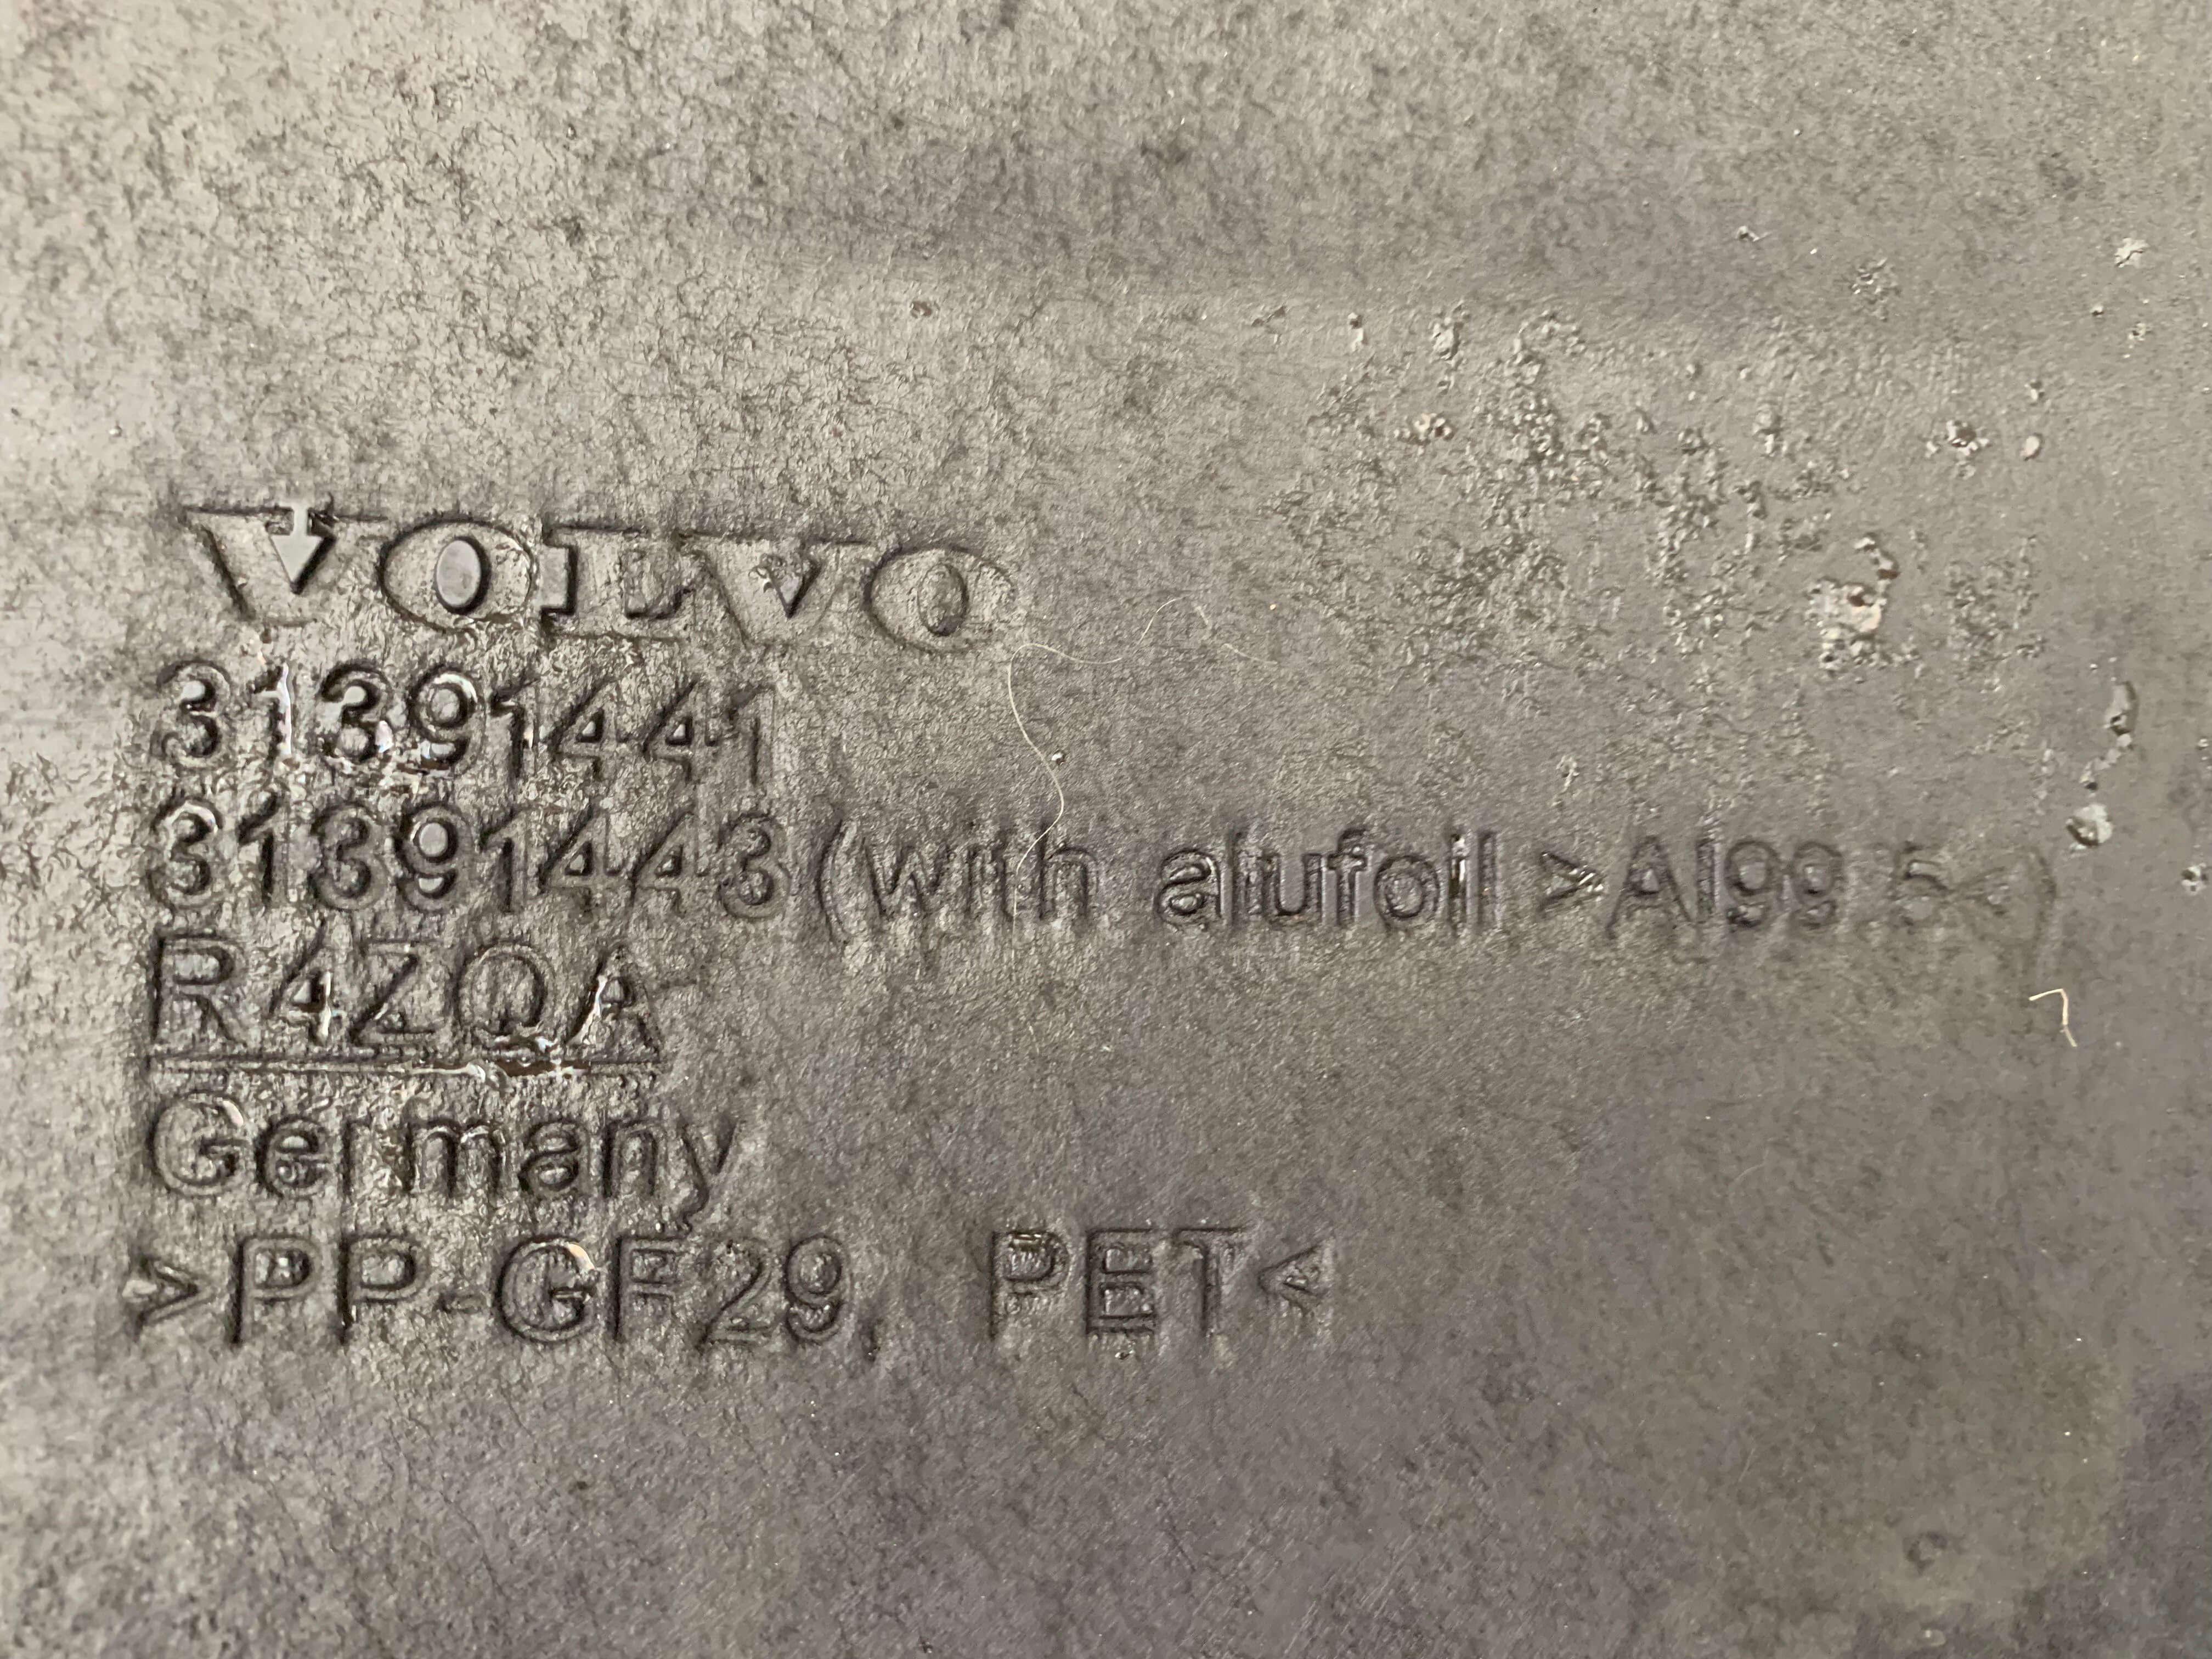 VOLVO
31391441
31391443 (with alufoil >Al99 5<)
R4ZQA
Germany
>PP-GF29, PET<